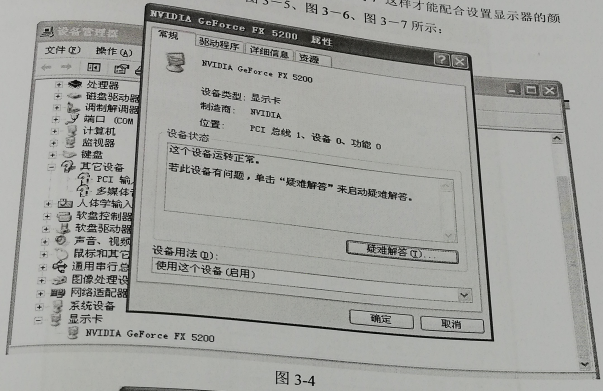 这样才能配合设置显示器的颜
图3-5、图3-6、图3-7所示：
设备管理器
文件(F) 操作(A)
处理器
磁盘驱动器
调制解调器
端口 (COM
计算机
监视器
键盘
其它设备
PCI 输
多媒体
人体学输入
软盘控制器
软盘驱动器
声音、视频
鼠标和其它
通用串行总
图像处理设
网络适配器
系统设备
显示卡
NVIDIA GeForce FX 5200
NVIDIA GeForce FX 5200 属性
常规 驱动程序 详细信息 资源
NVIDIA GeForce FX 5200
设备类型: 显示卡
制造商: NVIDIA
位置: PCI 总线 1、设备 0、功能 0
设备状态
这个设备运转正常。
若此设备有问题，单击“疑难解答”来启动疑难解答。
疑难解答(T)...
设备用法(D):
使用这个设备(启用)
确定 取消
图 3-4